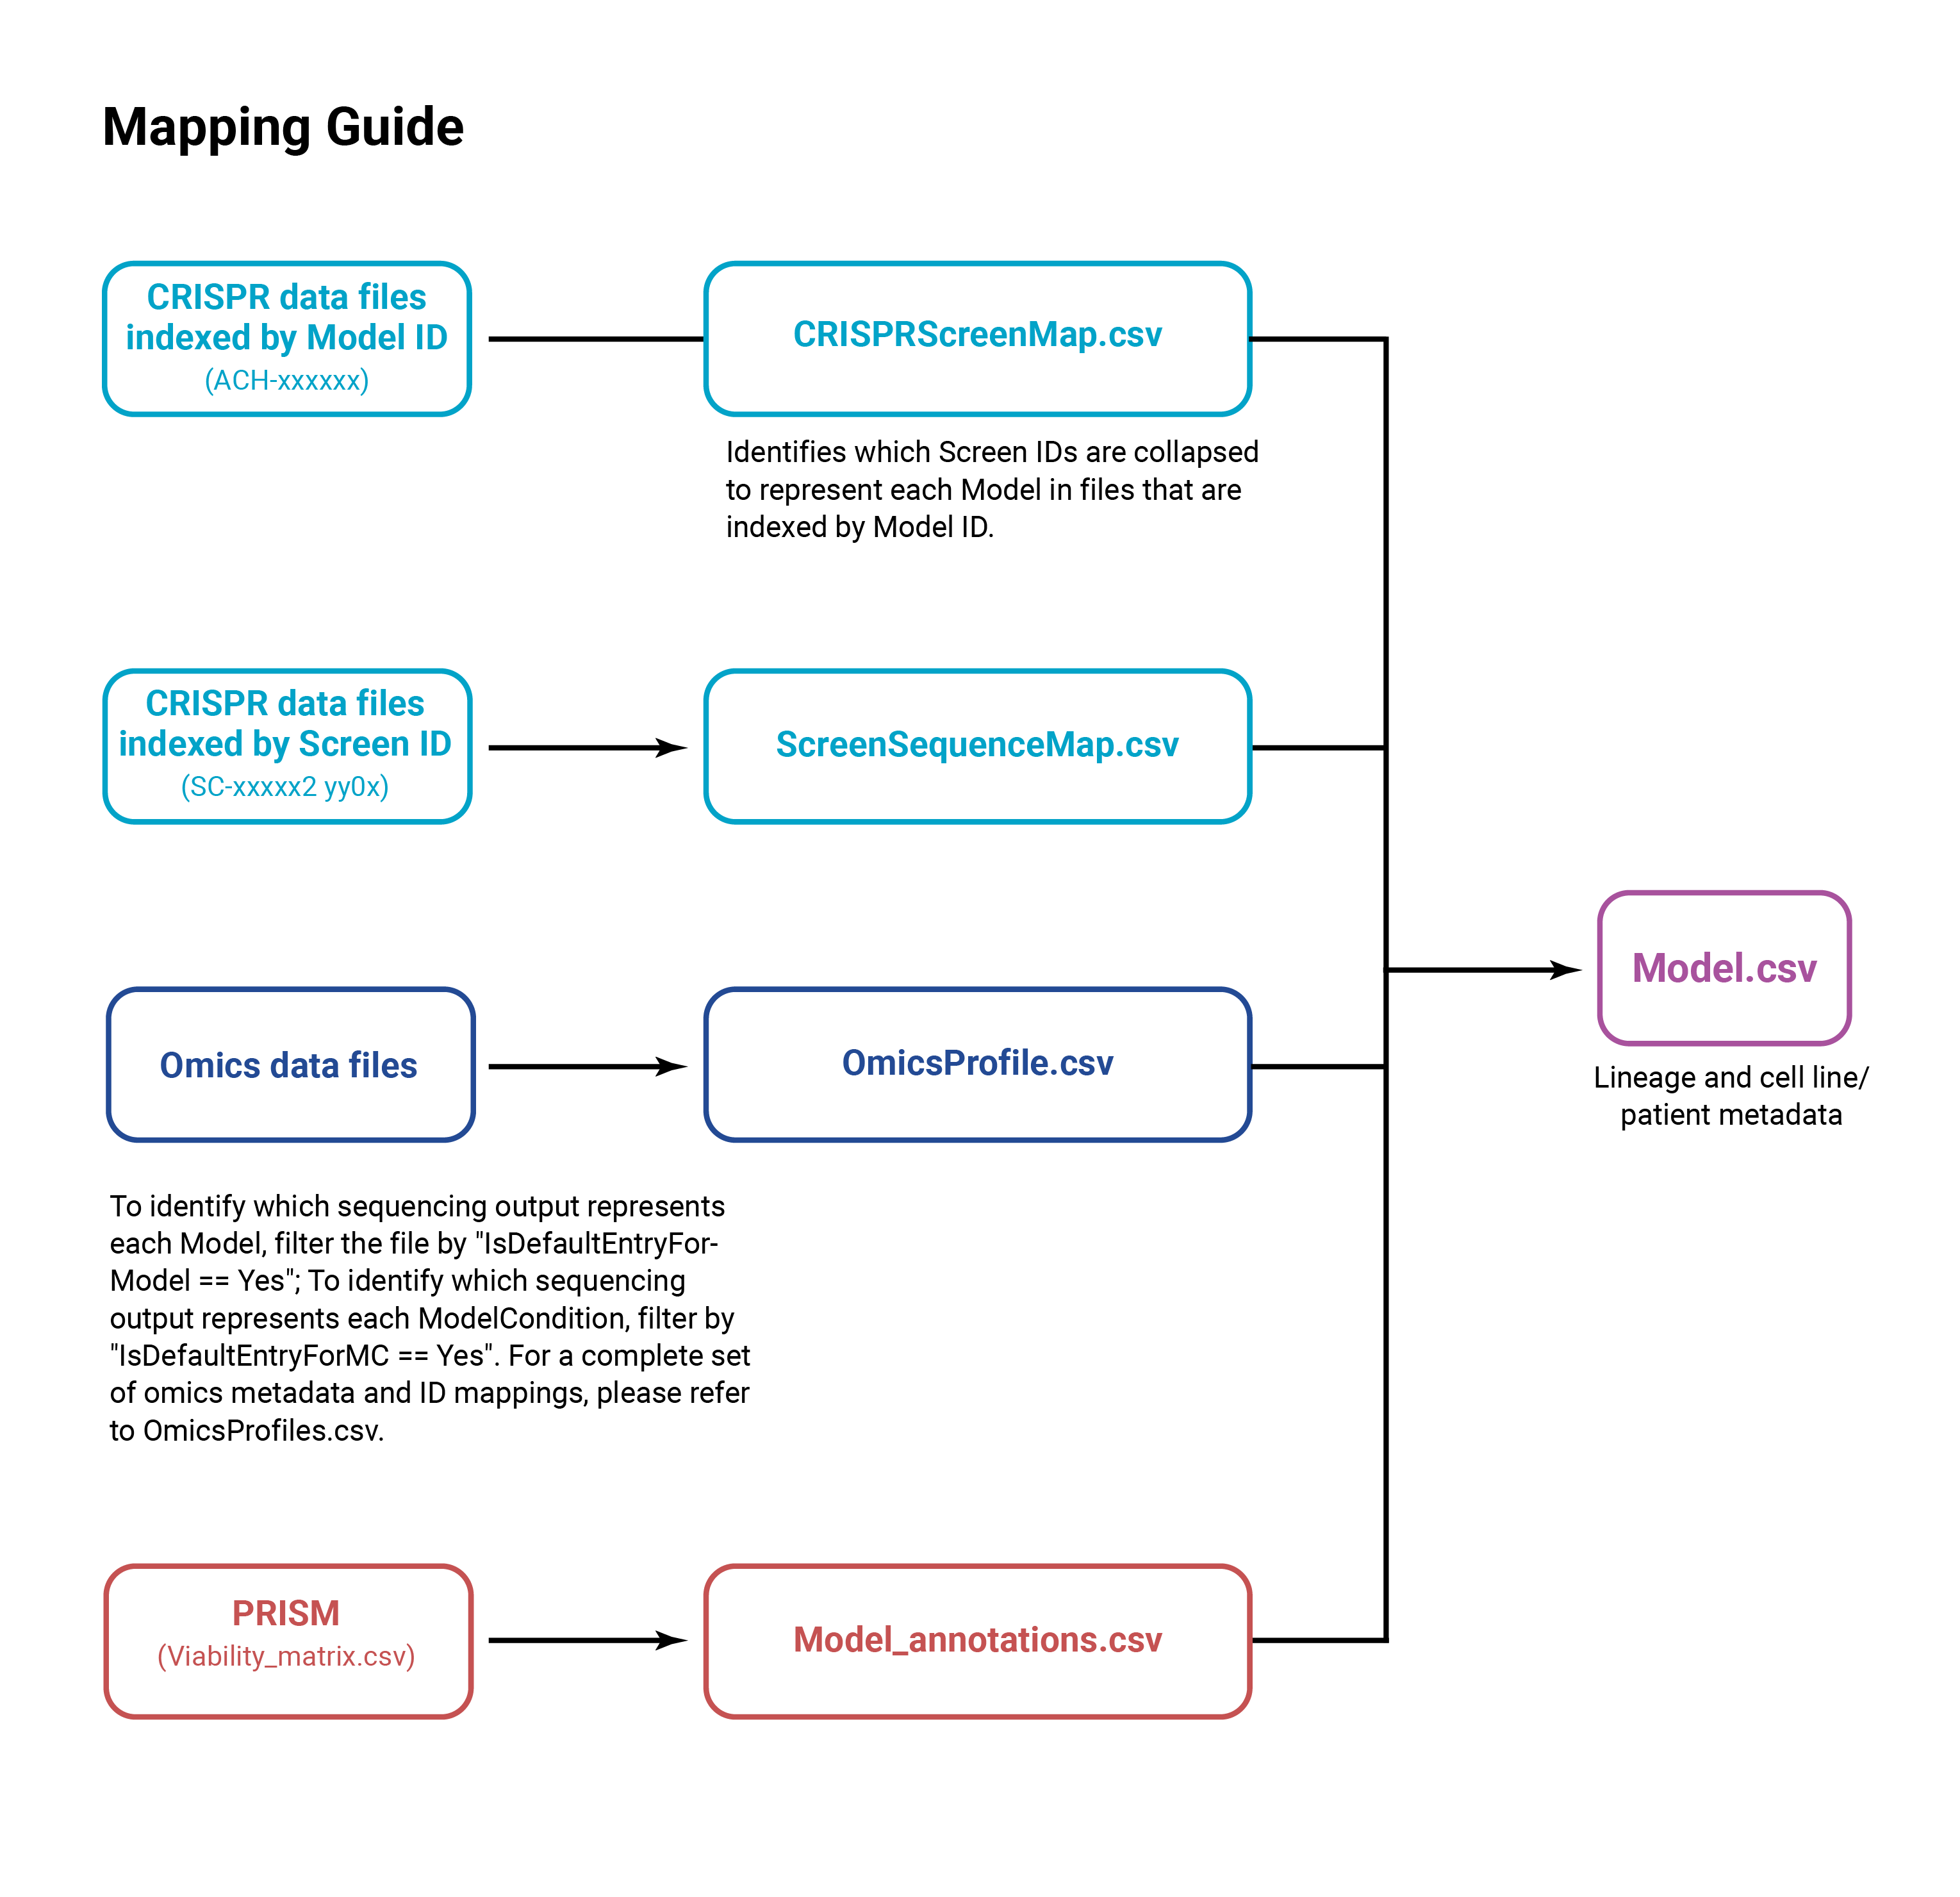 Mapping Guide
CRISPR data files
indexed by Model ID
(ACH-xxxxxx)
CRISPRScreenMap.csv
Identifies which Screen IDs are collapsed
to represent each Model in files that are
indexed by Model ID.
CRISPR data files
indexed by Screen ID
(SC-xxxxx2 yy0x)
ScreenSequenceMap.csv
Omics data files
OmicsProfile.csv
To identify which sequencing output represents
each Model, filter the file by "IsDefaultEntryFor-
Model == Yes"; To identify which sequencing
output represents each ModelCondition, filter by
"IsDefaultEntryForMC == Yes". For a complete set
of omics metadata and ID mappings, please refer
to OmicsProfiles.csv.
PRISM
(Viability_matrix.csv)
Model_annotations.csv
Model.csv
Lineage and cell line/
patient metadata